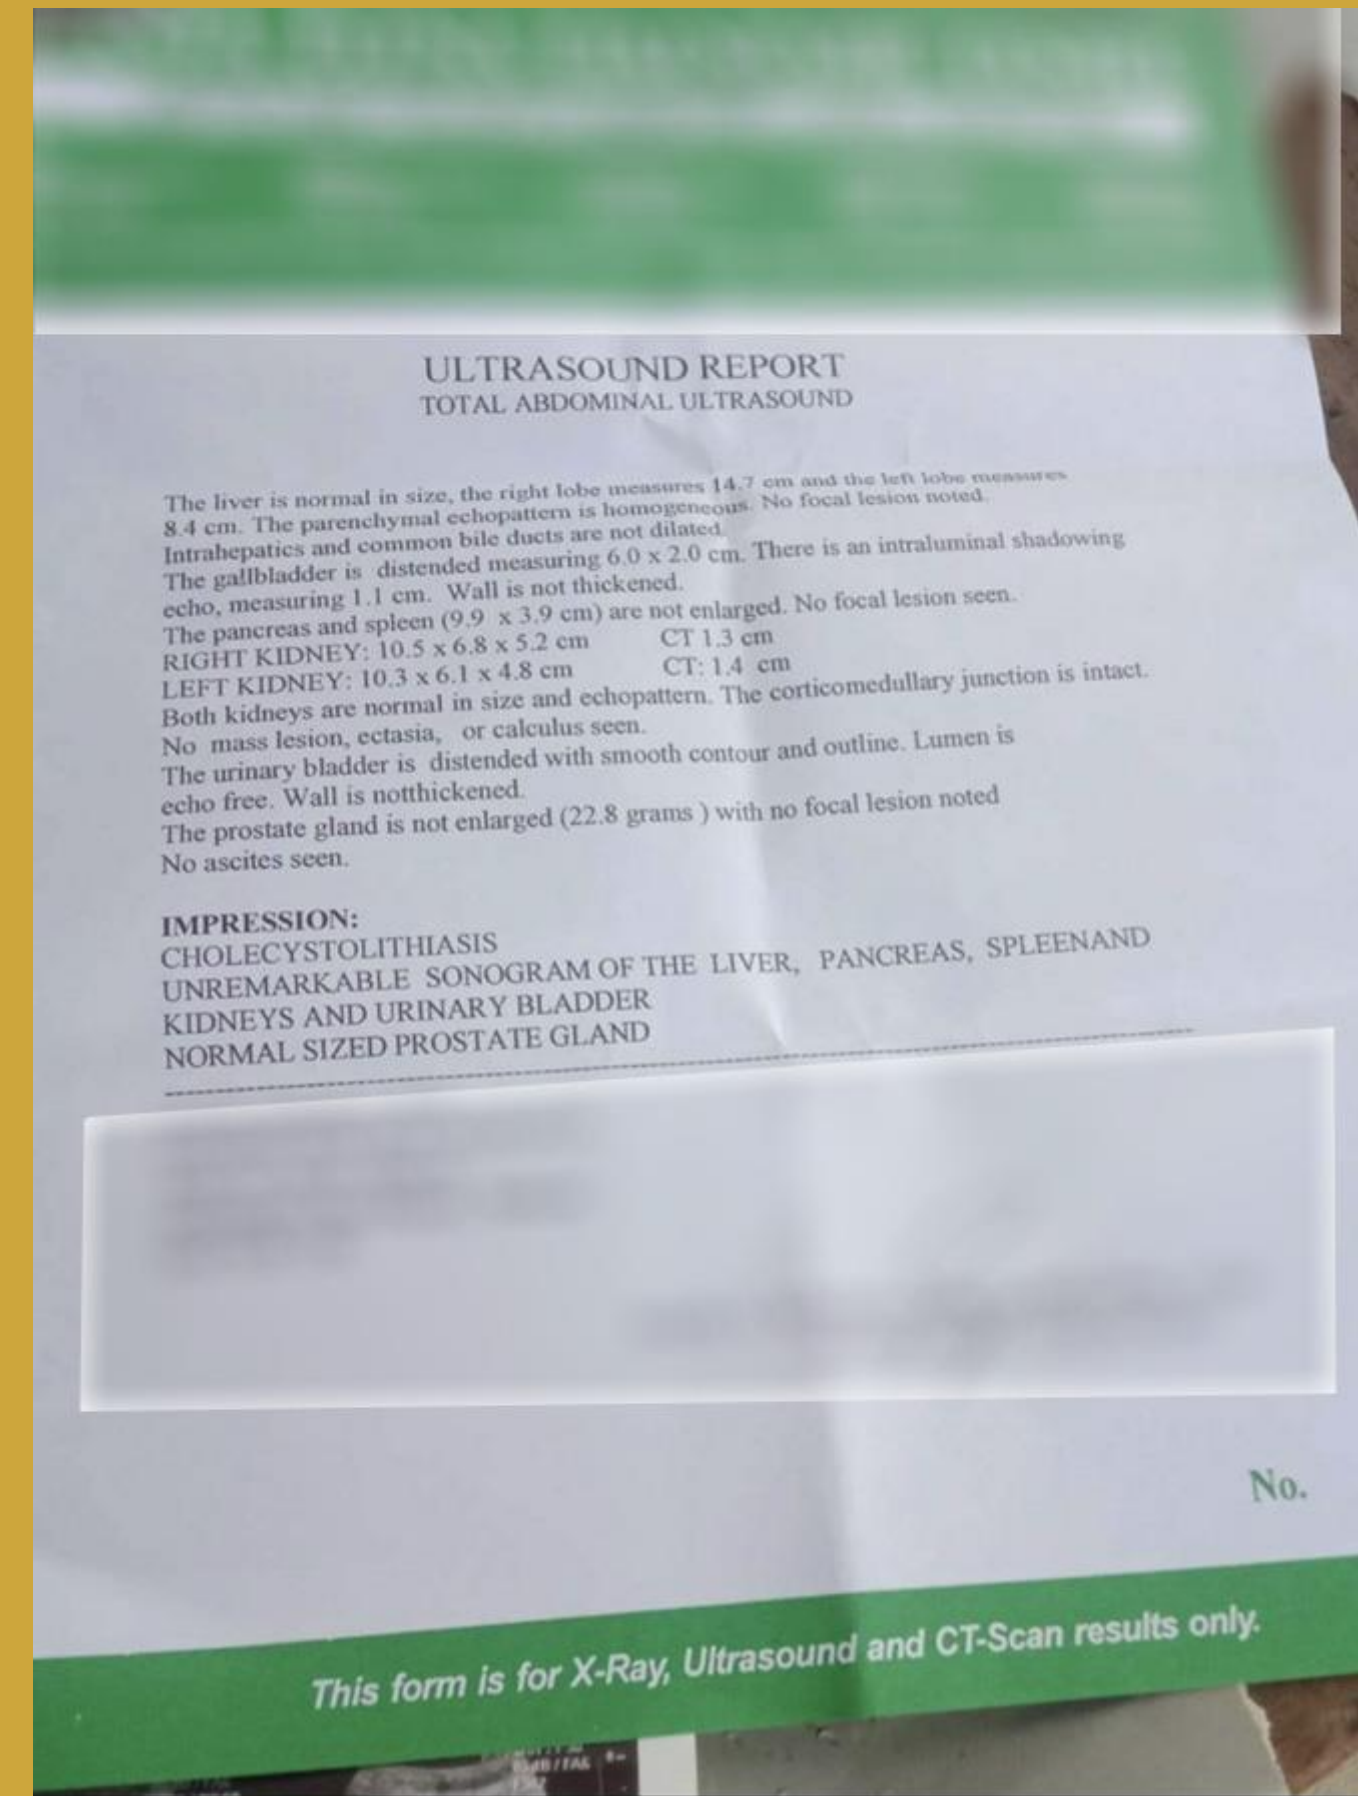 ULTRASOUND REPORT
TOTAL ABDOMINAL ULTRASOUND
The liver is normal in size, the right lobe measures 14.7 cm and the left lobe measures
8.4 cm. The parenchymal echopattern is homogeneous. No focal lesion noted.
Intrahepatics and common bile ducts are not dilated.
The gallbladder is distended measuring 6.0 x 2.0 cm. There is an intraluminal shadowing
echo, measuring 1.1 cm. Wall is not thickened.
The pancreas and spleen (9.9 x 3.9 cm) are not enlarged. No focal lesion seen.
RIGHT KIDNEY: 10.5 x 6.8 x 5.2 cm CT 1.3 cm
LEFT KIDNEY: 10.3 x 6.1 x 4.8 cm CT: 1.4 cm
Both kidneys are normal in size and echopattern. The corticomedullary junction is intact.
No mass lesion, ectasia, or calculus seen.
The urinary bladder is distended with smooth contour and outline. Lumen is
echo free. Wall is notthickened.
The prostate gland is not enlarged (22.8 grams ) with no focal lesion noted
No ascites seen.
IMPRESSION:
CHOLECYSTOLITHIASIS
UNREMARKABLE SONOGRAM OF THE LIVER, PANCREAS, SPLEENAND
KIDNEYS AND URINARY BLADDER
NORMAL SIZED PROSTATE GLAND
No.
This form is for X-Ray, Ultrasound and CT-Scan results only.